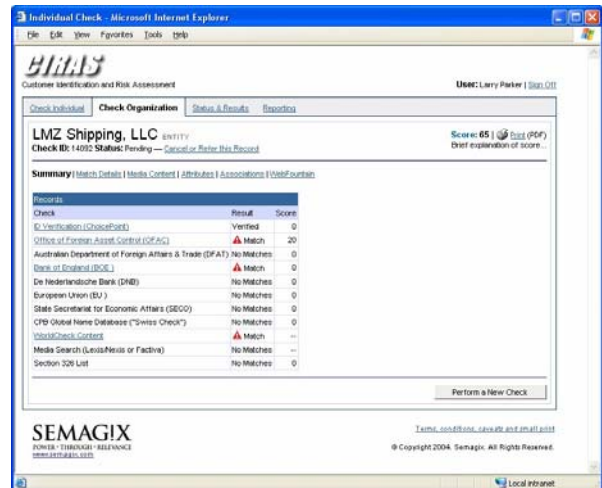 Individual Check - Microsoft Internet Explorer
File Edit View Favorites Tools Help
CIRAS
Customer Identification and Risk Assessment
User: Larry Parker | Sign Off
Check Individual Check Organization Status & Results Reporting
LMZ Shipping, LLC ENTITY
Score: 65 | Print (PDF)
Check ID: 14092 Status: Pending — Cancel or Refer this Record
Brief explanation of score...
Summary | Match Details | Media Content | Attributes | Associations | WebFountain
Records
Check Result Score
ID Verification (ChoicePoint) Verified 0
Office of Foreign Asset Control (OFAC) Match 20
Australian Department of Foreign Affairs & Trade (DFAT) No Matches 0
Bank of England (BOE ) Match 0
De Nederlandsche Bank (DNB) No Matches 0
European Union (EU ) No Matches 0
State Secretariat for Economic Affairs (SECO) No Matches 0
CPB Global Name Database ("Swiss Check") No Matches 0
WorldCheck Content Match --
Media Search (Lexis/Nexis or Factiva) No Matches --
Section 326 List No Matches 0
Perform a New Check
SEMAGIX
POWER · THROUGH · RELEVANCE
www.semagix.com
Terms, conditions, caveats and small print
© Copyright 2004. Semagix. All Rights Reserved.
Local intranet